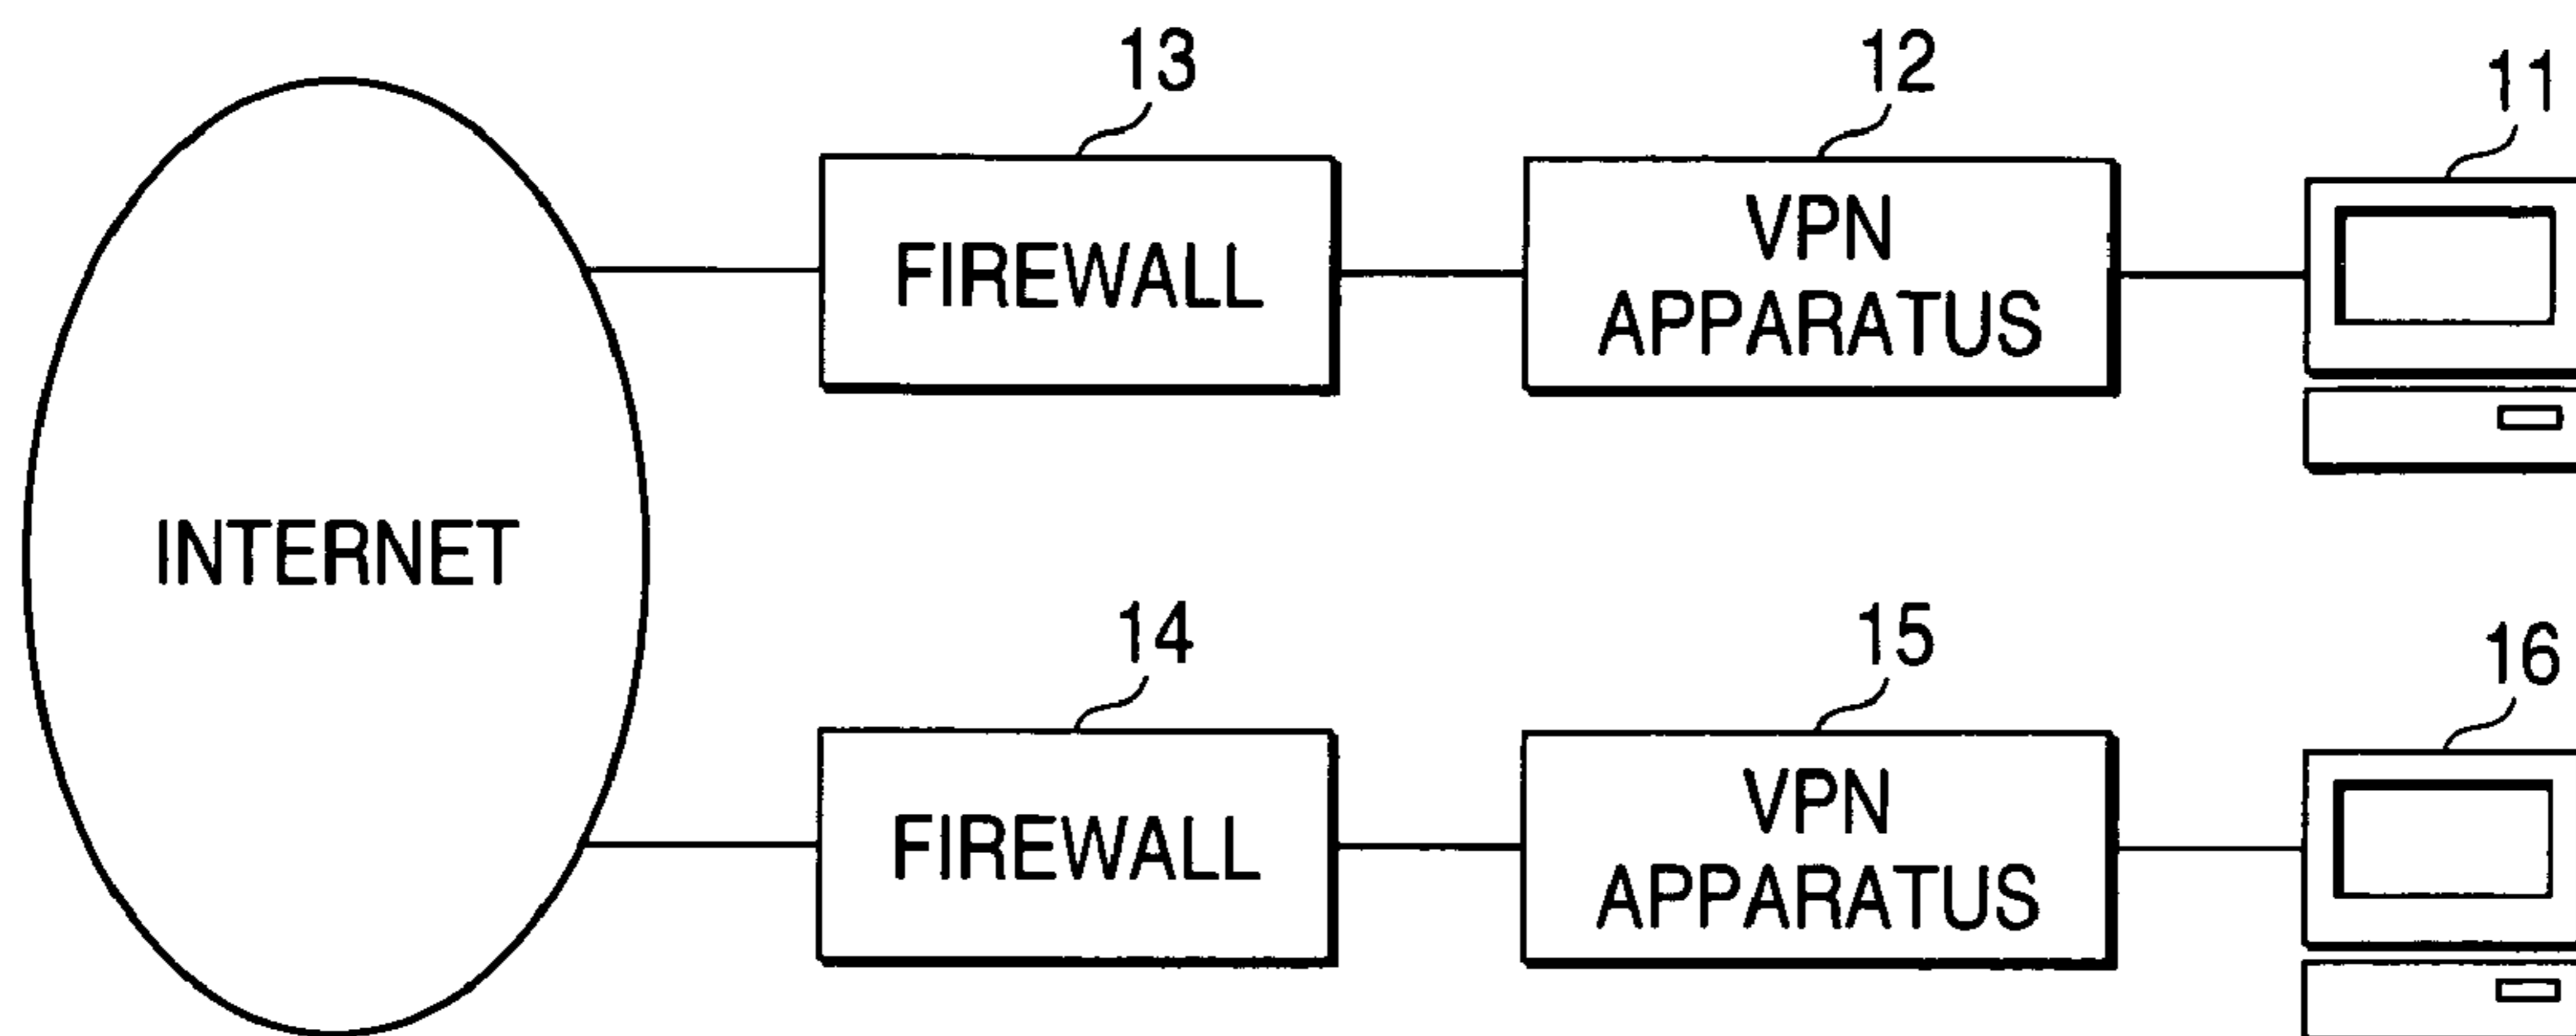 13
12
11
FIREWALL
VPN
APPARATUS
INTERNET
14
15
16
FIREWALL
VPN
APPARATUS